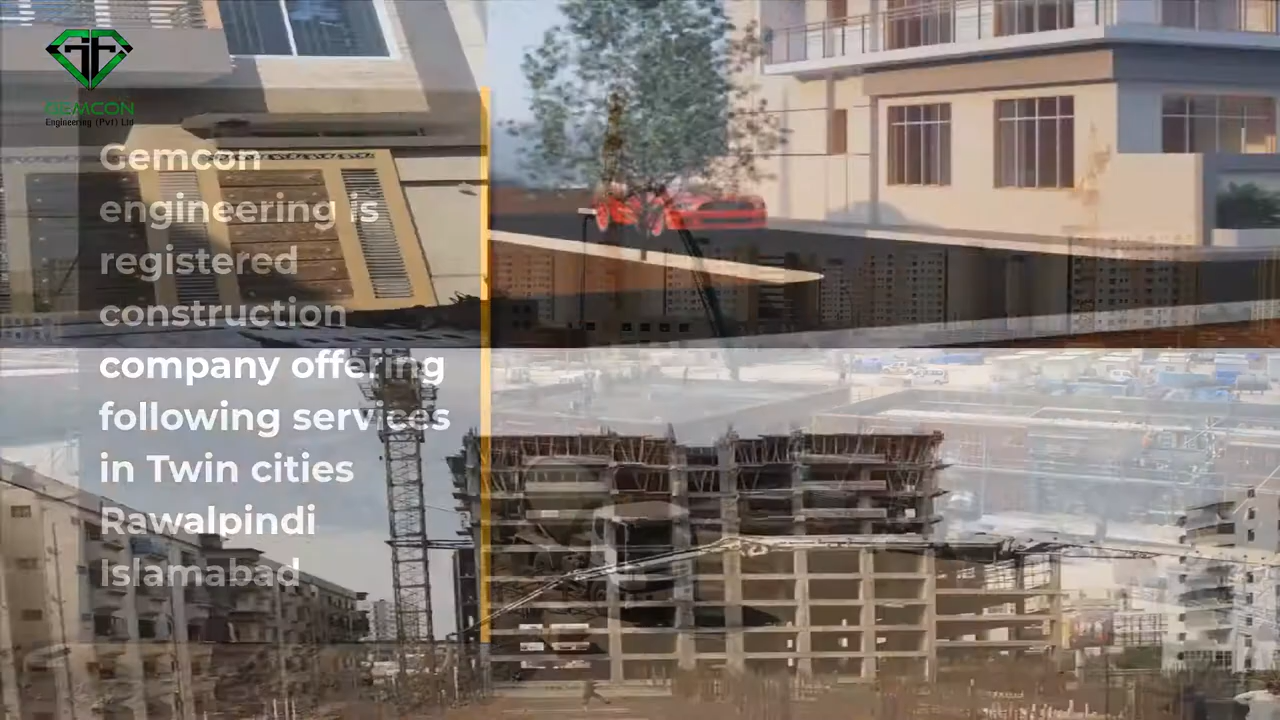 GEMCON
Engineering (Pvt) Ltd
Gemcon
engineering is
registered
construction
company offering
following services
in Twin cities
Rawalpindi
Islamabad